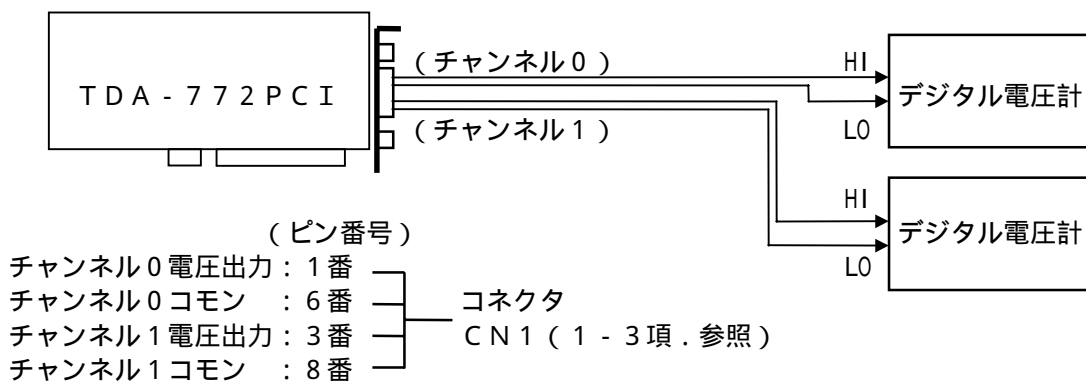 (チャンネル0)
HI
TDA-772PCI
デジタル電圧計
LO
(チャンネル1)
HI
デジタル電圧計
LO
(ピン番号)
チャンネル0電圧出力:1番
チャンネル0コモン :6番
チャンネル1電圧出力:3番
チャンネル1コモン :8番
コネクタ
CN1(1-3項.参照)